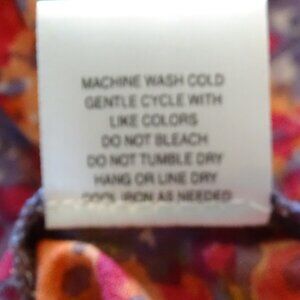 MACHINE WASH COLD
GENTLE CYCLE WITH
LIKE COLORS
DO NOT BLEACH
DO NOT TUMBLE DRY
HANG OR LINE DRY
COOL IRON AS NEEDED